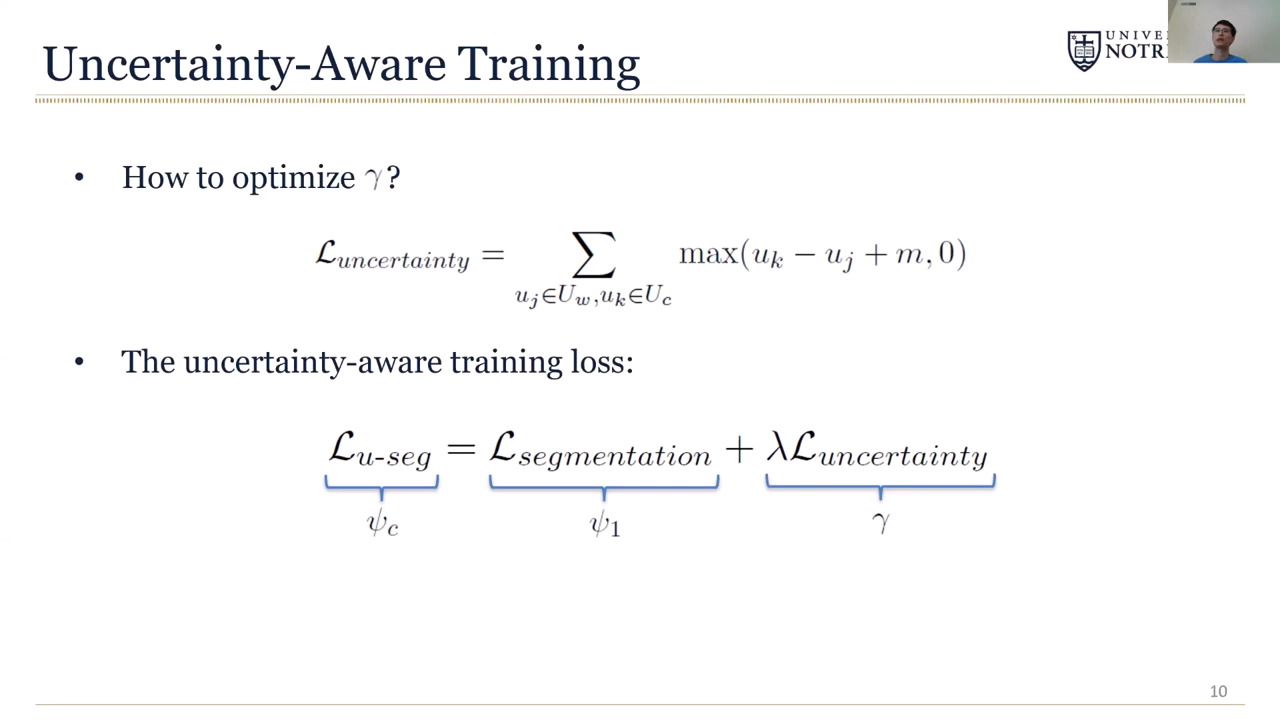 Uncertainty-Aware Training
• How to optimize γ?
ℒ_uncertainty = ∑_{u_j∈U_w,u_k∈U_c} max(u_k − u_j + m, 0)
• The uncertainty-aware training loss:
ℒ_u-seg = ℒ_segmentation + λℒ_uncertainty
ψ_c ψ_1 γ
10